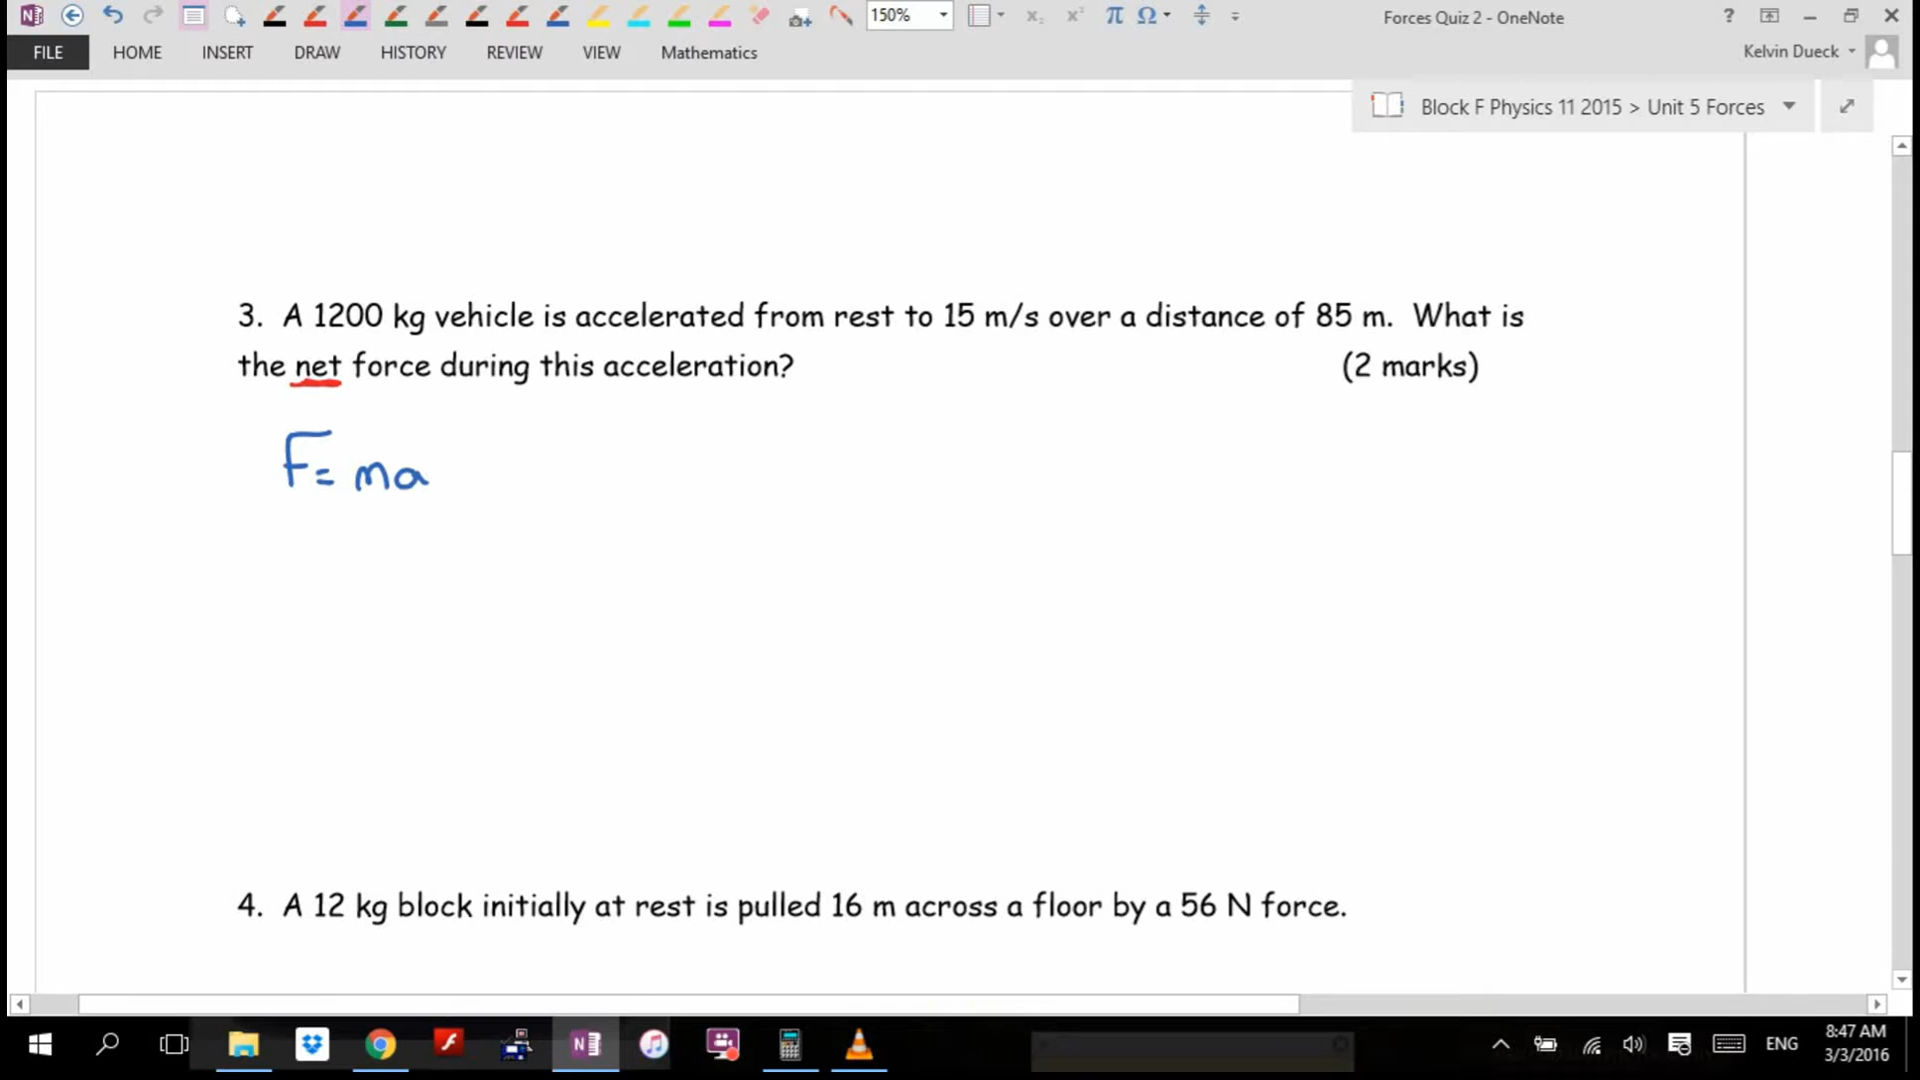 150%
π
Ω
Forces Quiz 2 - OneNote
?
FILE
HOME
INSERT
DRAW
HISTORY
REVIEW
VIEW
Mathematics
Kelvin Dueck
Block F Physics 11 2015 > Unit 5 Forces
3. A 1200 kg vehicle is accelerated from rest to 15 m/s over a distance of 85 m. What is
the net force during this acceleration? (2 marks)
F= ma
4. A 12 kg block initially at rest is pulled 16 m across a floor by a 56 N force.
ENG
8:47 AM
3/3/2016